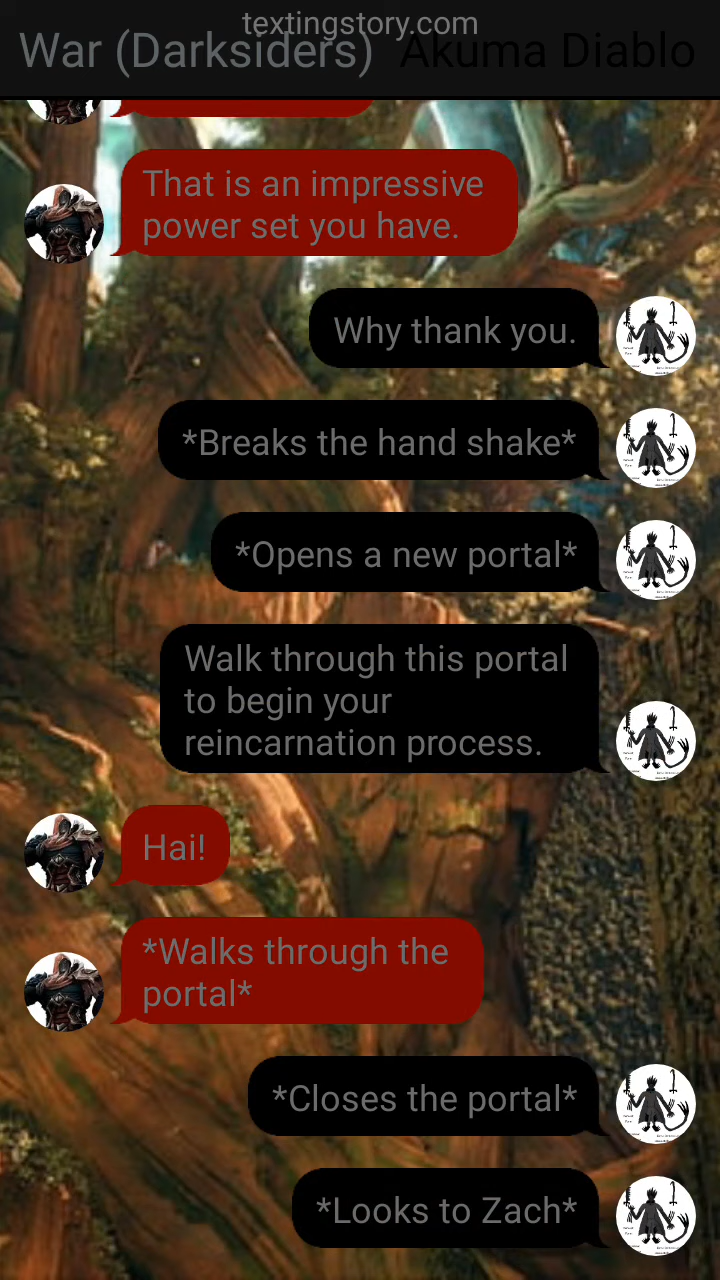 textingstory.com
War (Darksiders) Akuma Diablo
That is an impressive
power set you have.
Why thank you.
*Breaks the hand shake*
*Opens a new portal*
Walk through this portal
to begin your
reincarnation process.
Hai!
*Walks through the
portal*
*Closes the portal*
*Looks to Zach*